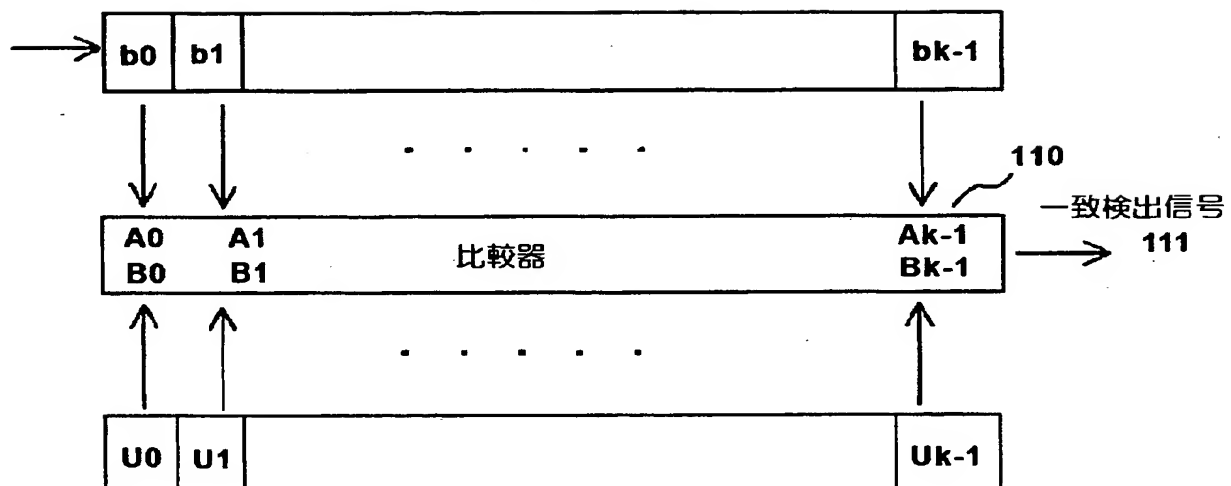 b0 b1 bk-1
110
一致検出信号
111
A0 A1 Ak-1
比較器
B0 B1 Bk-1
U0 U1 Uk-1